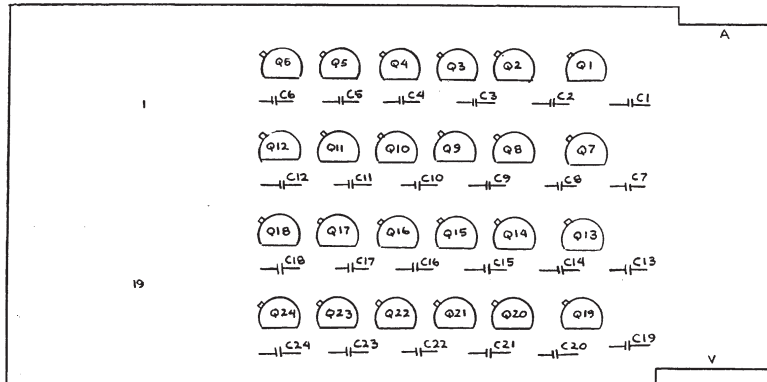 A
Q6 Q5 Q4 Q3 Q2 Q1
C6 C5 C4 C3 C2 C1
1
Q12 Q11 Q10 Q9 Q8 Q7
C12 C11 C10 C9 C8 C7
Q18 Q17 Q16 Q15 Q14 Q13
C18 C17 C16 C15 C14 C13
19
Q24 Q23 Q22 Q21 Q20 Q19
C24 C23 C22 C21 C20 C19
V